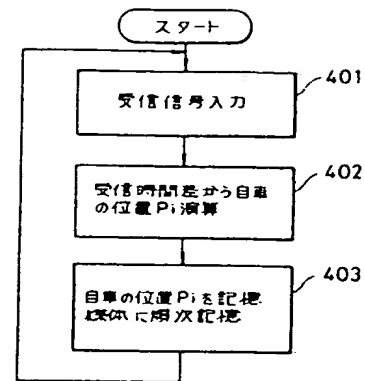 スタート
受信信号入力
401
受信時間差から自車
の位置Pi演算
402
自車の位置Piを記憶
媒体に順次記憶
403